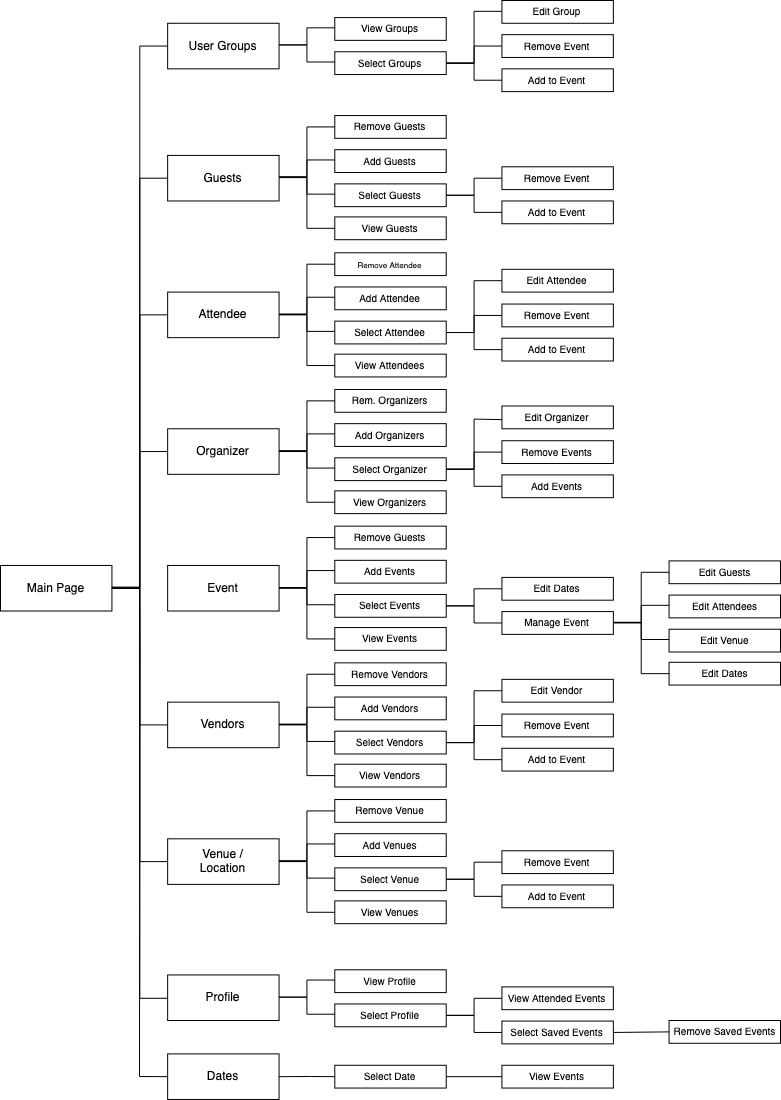 Main Page
User Groups
View Groups
Select Groups
Edit Group
Remove Event
Add to Event
Guests
Remove Guests
Add Guests
Select Guests
Remove Event
Add to Event
View Guests
Attendee
Remove Attendee
Add Attendee
Select Attendee
Edit Attendee
Remove Event
Add to Event
View Attendees
Organizer
Rem. Organizers
Add Organizers
Select Organizer
Edit Organizer
Remove Events
Add Events
View Organizers
Event
Remove Guests
Add Events
Select Events
Edit Dates
Manage Event
Edit Guests
Edit Attendees
Edit Venue
Edit Dates
View Events
Vendors
Remove Vendors
Add Vendors
Select Vendors
Edit Vendor
Remove Event
Add to Event
View Vendors
Venue /
Location
Remove Venue
Add Venues
Select Venue
Remove Event
Add to Event
View Venues
Profile
View Profile
Select Profile
View Attended Events
Select Saved Events
Remove Saved Events
Dates
Select Date
View Events